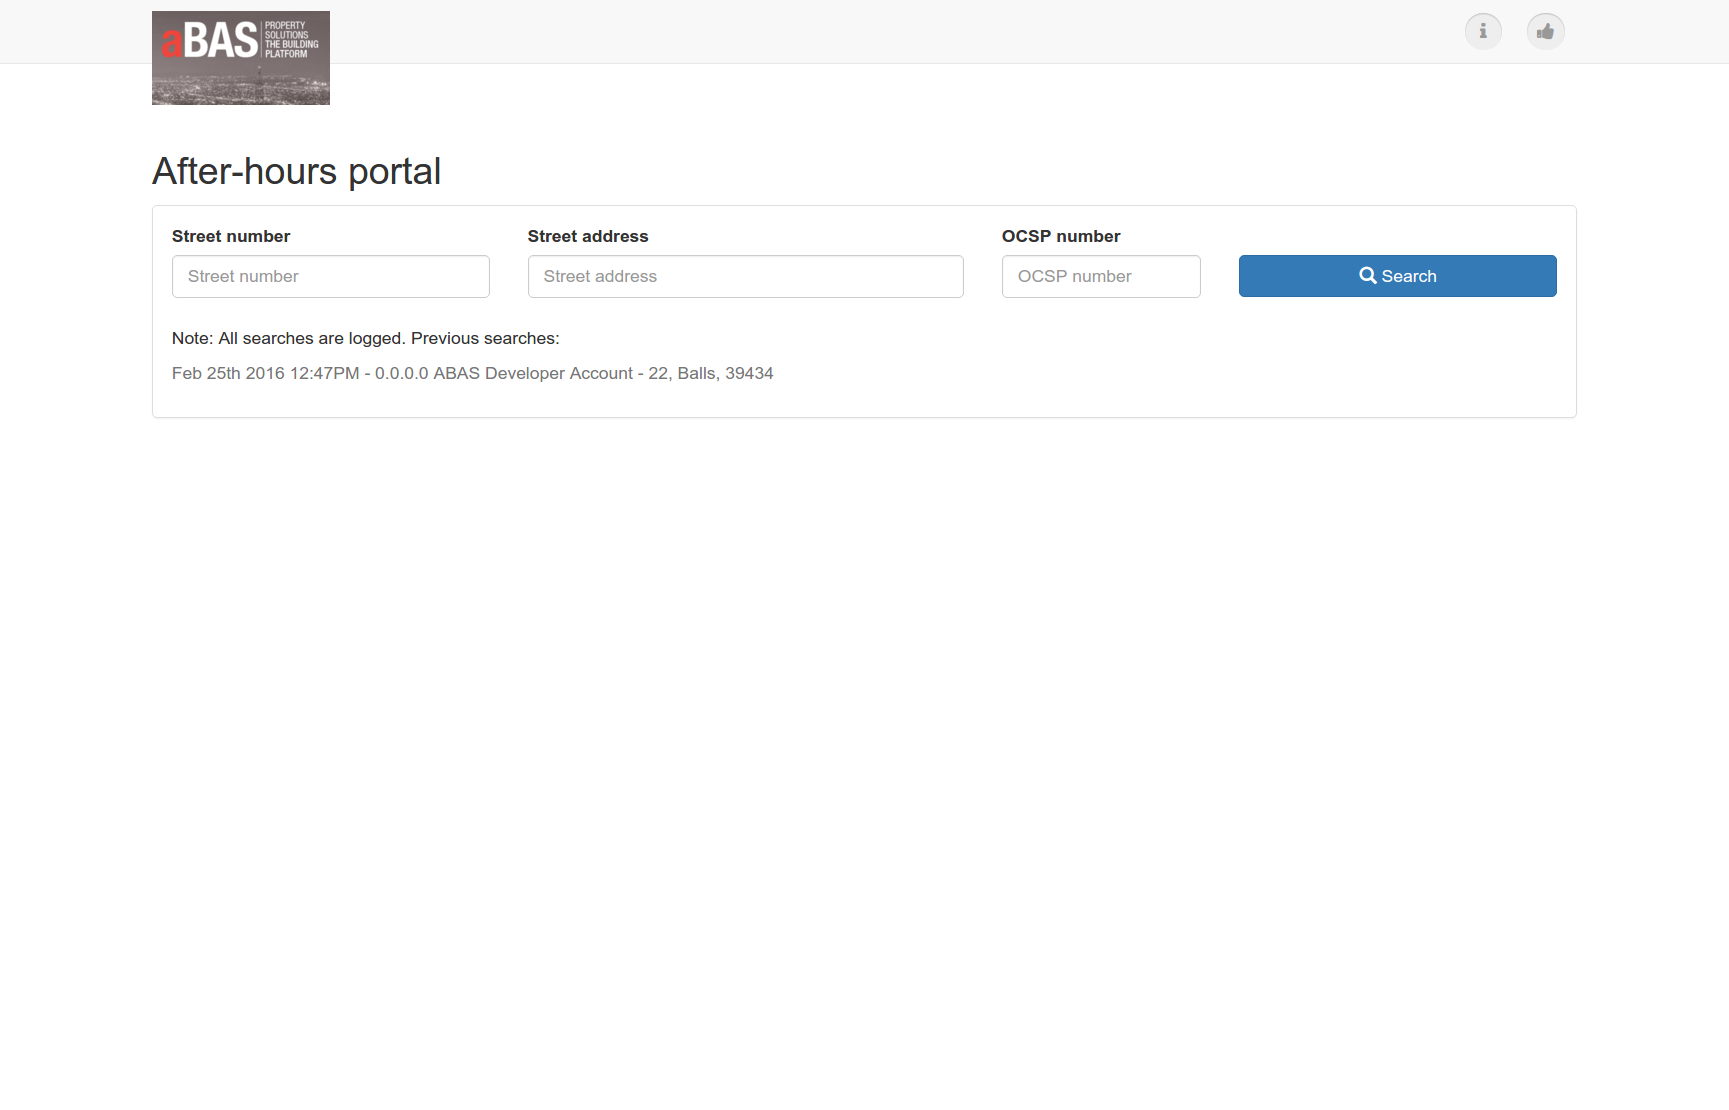 aBAS PROPERTY
SOLUTIONS
THE BUILDING
PLATFORM
After-hours portal
Street number Street address OCSP number
Street number Street address OCSP number Search
Note: All searches are logged. Previous searches:
Feb 25th 2016 12:47PM - 0.0.0.0 ABAS Developer Account - 22, Balls, 39434